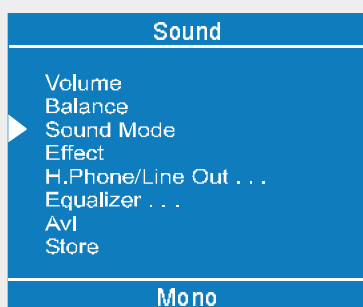 Sound
Volume
Balance
Sound Mode
Effect
H.Phone/Line Out . . .
Equalizer . . .
Avl
Store
Mono